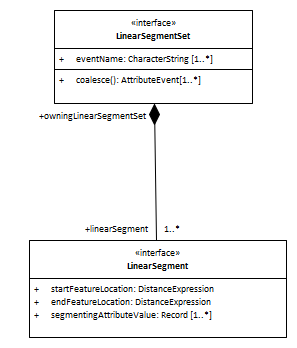 «interface»
LinearSegmentSet
+ eventName: CharacterString [1..*]
+ coalesce(): AttributeEvent[1..*]
+owningLinearSegmentSet
+linearSegment 1..*
«interface»
LinearSegment
+ startFeatureLocation: DistanceExpression
+ endFeatureLocation: DistanceExpression
+ segmentingAttributeValue: Record [1..*]